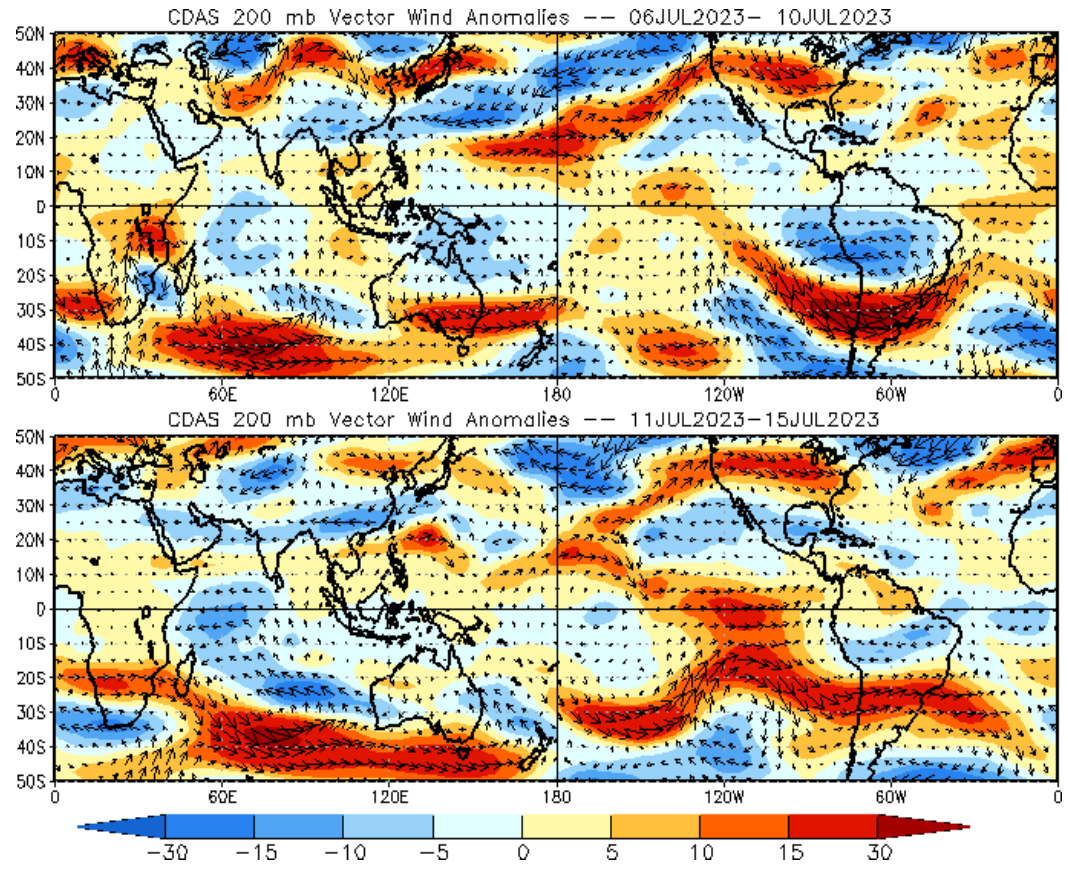 CDAS 200 mb Vector Wind Anomalies -- 06JUL2023- 10JUL2023
50N
40N
30N
20N
10N
0
10S
20S
30S
40S
50S
0 60E 120E 180 120W 60W 0
CDAS 200 mb Vector Wind Anomalies -- 11JUL2023-15JUL2023
50N
40N
30N
20N
10N
0
10S
20S
30S
40S
50S
0 60E 120E 180 120W 60W 0
-30 -15 -10 -5 0 5 10 15 30